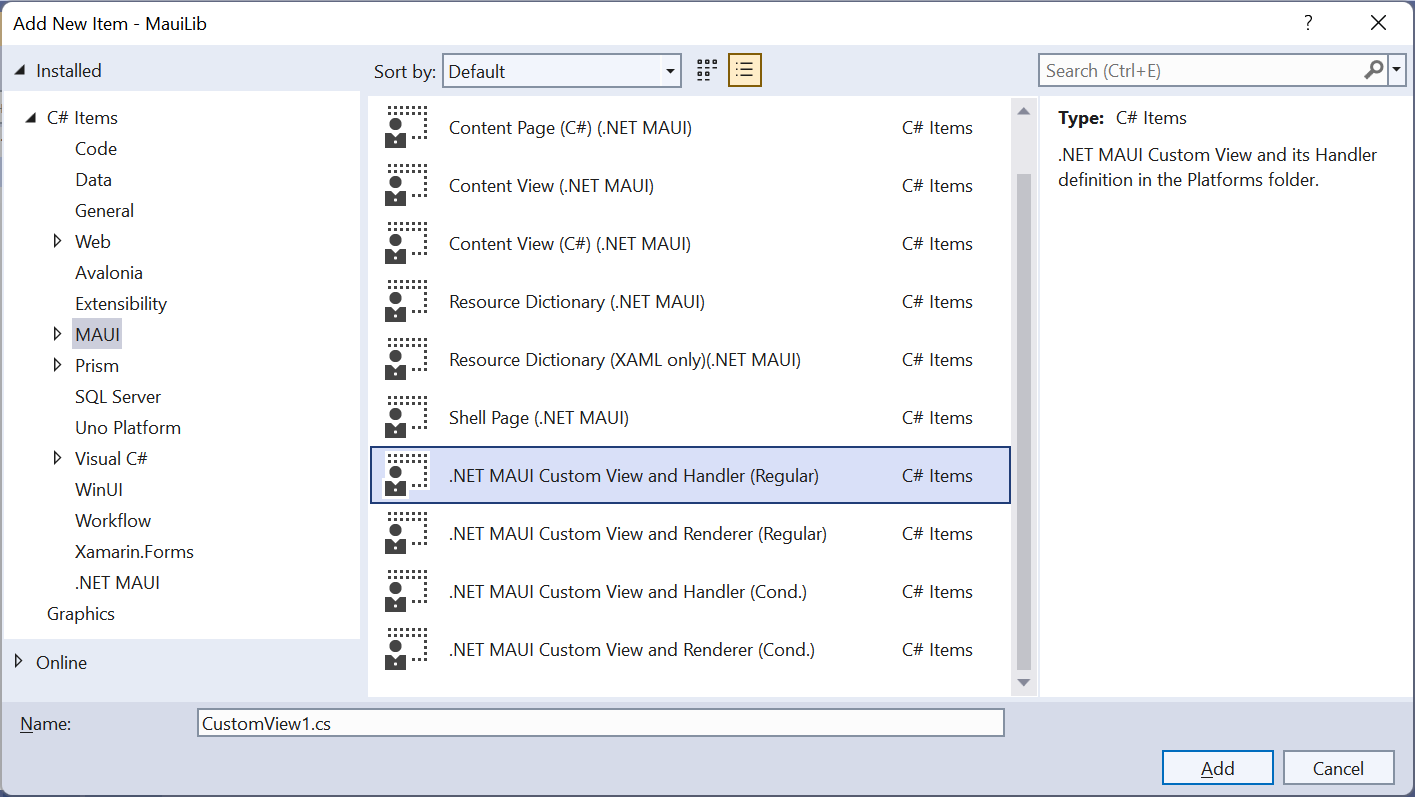 Add New Item - MauiLib
?
Installed
Sort by: Default
Search (Ctrl+E)
C# Items
Code
Data
General
Web
Avalonia
Extensibility
MAUI
Prism
SQL Server
Uno Platform
Visual C#
WinUI
Workflow
Xamarin.Forms
.NET MAUI
Graphics
Online
Content Page (C#) (.NET MAUI) C# Items
Content View (.NET MAUI) C# Items
Content View (C#) (.NET MAUI) C# Items
Resource Dictionary (.NET MAUI) C# Items
Resource Dictionary (XAML only)(.NET MAUI) C# Items
Shell Page (.NET MAUI) C# Items
.NET MAUI Custom View and Handler (Regular) C# Items
.NET MAUI Custom View and Renderer (Regular) C# Items
.NET MAUI Custom View and Handler (Cond.) C# Items
.NET MAUI Custom View and Renderer (Cond.) C# Items
Type: C# Items
.NET MAUI Custom View and its Handler
definition in the Platforms folder.
Name: CustomView1.cs
Add Cancel